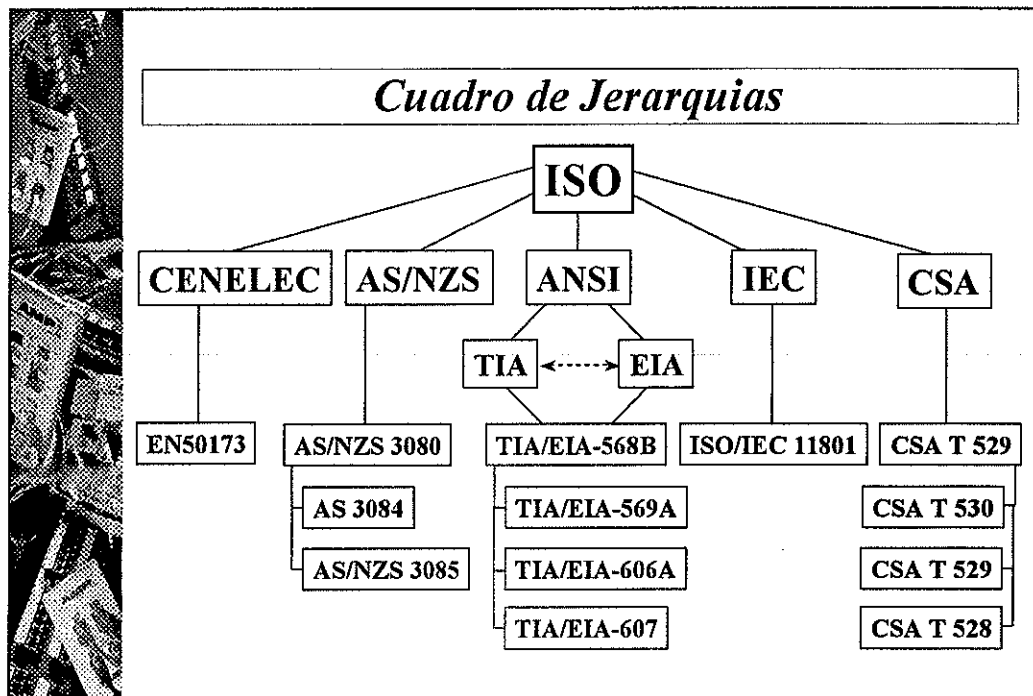 Cuadro de Jerarquias
ISO
CENELEC
AS/NZS
ANSI
IEC
CSA
TIA
EIA
EN50173
AS/NZS 3080
TIA/EIA-568B
ISO/IEC 11801
CSA T 529
AS 3084
TIA/EIA-569A
CSA T 530
AS/NZS 3085
TIA/EIA-606A
CSA T 529
TIA/EIA-607
CSA T 528